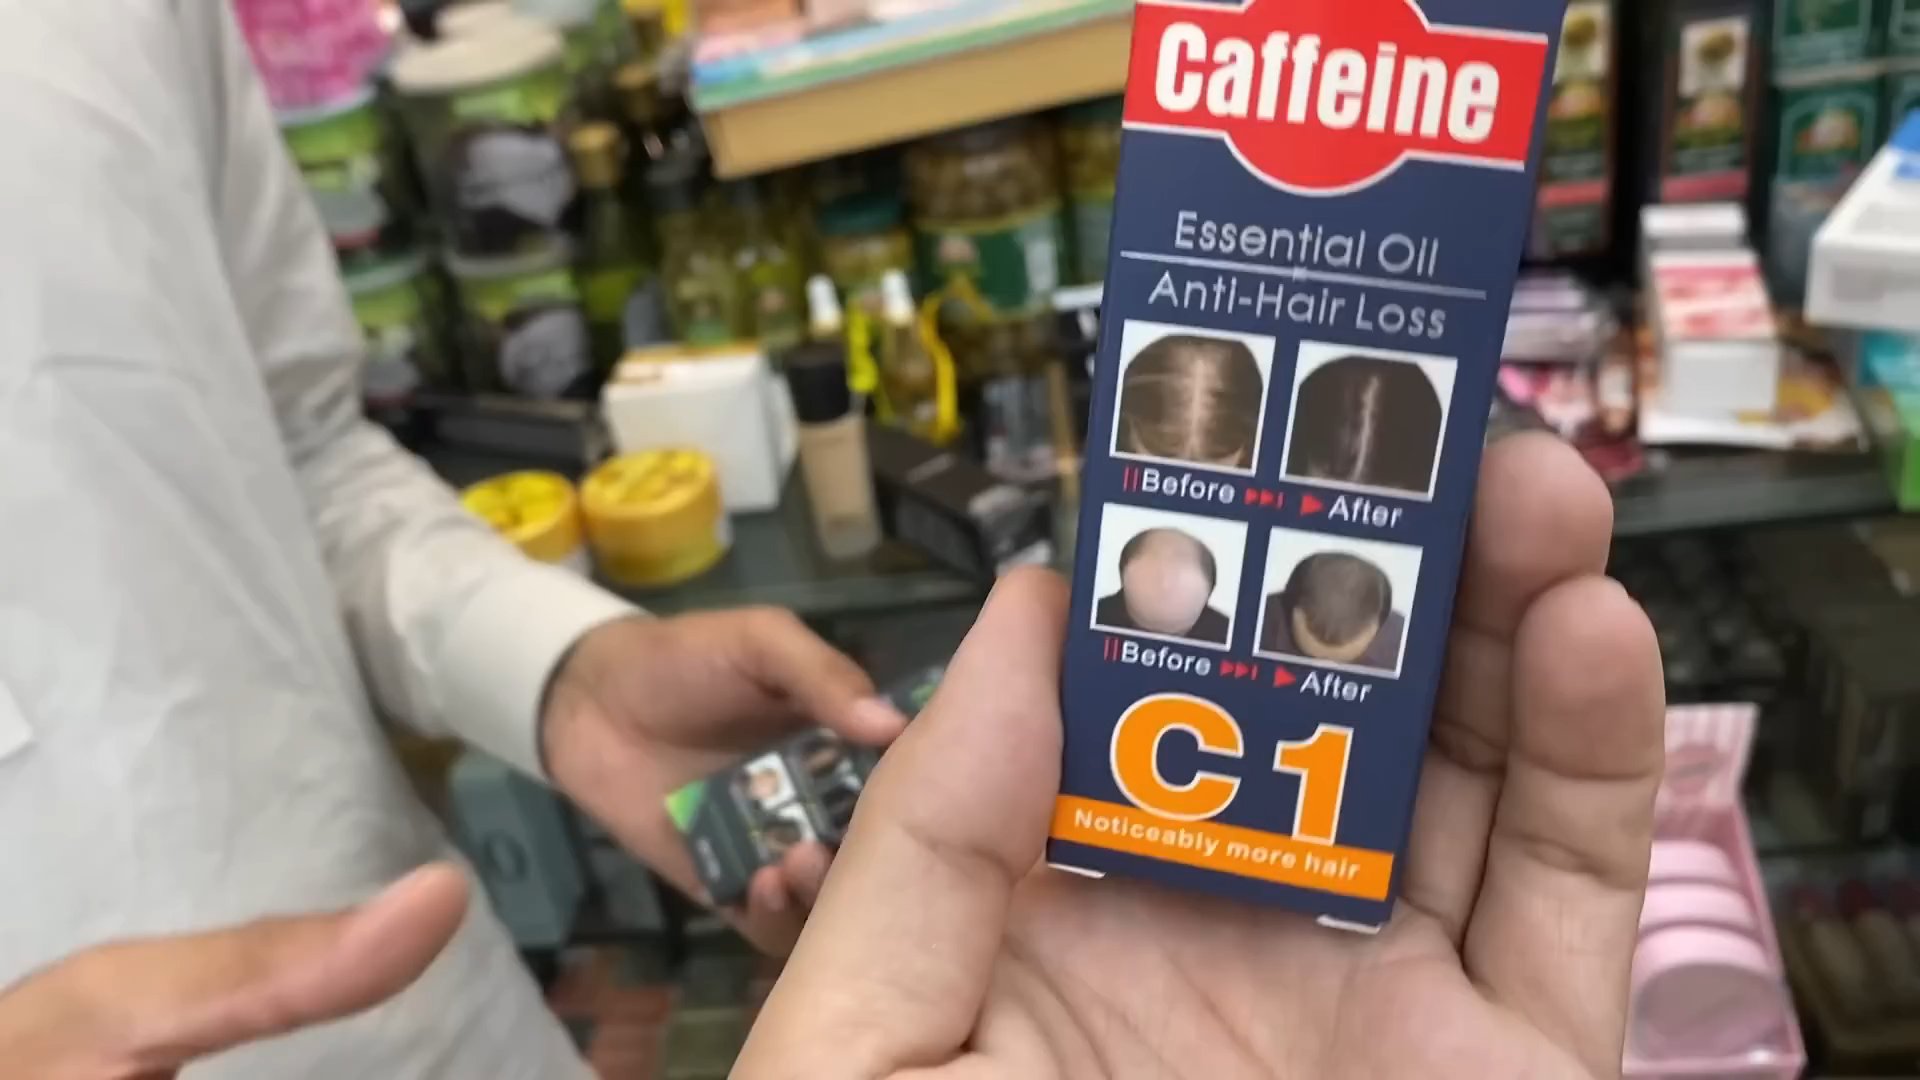 Caffeine
Essential Oil
Anti-Hair Loss
Before After
Before After
C1
Noticeably more hair